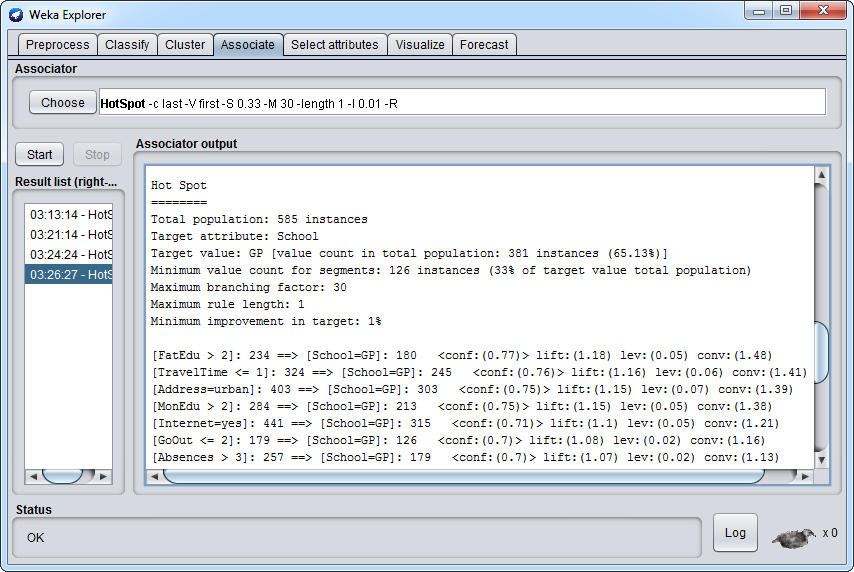 Weka Explorer
Preprocess Classify Cluster Associate Select attributes Visualize Forecast
Associator
Choose HotSpot -c last -V first -S 0.33 -M 30 -length 1 -I 0.01 -R
Start Stop
Result list (right-...
03:13:14 - HotS
03:21:14 - HotS
03:24:24 - HotS
03:26:27 - HotS
Associator output
Hot Spot
========
Total population: 585 instances
Target attribute: School
Target value: GP [value count in total population: 381 instances (65.13%)]
Minimum value count for segments: 126 instances (33% of target value total population)
Maximum branching factor: 30
Maximum rule length: 1
Minimum improvement in target: 1%
[FatEdu > 2]: 234 ==> [School=GP]: 180   <conf:(0.77)> lift:(1.18) lev:(0.05) conv:(1.48)
[TravelTime <= 1]: 324 ==> [School=GP]: 245   <conf:(0.76)> lift:(1.16) lev:(0.06) conv:(1.41)
[Address=urban]: 403 ==> [School=GP]: 303   <conf:(0.75)> lift:(1.15) lev:(0.07) conv:(1.39)
[MonEdu > 2]: 284 ==> [School=GP]: 213   <conf:(0.75)> lift:(1.15) lev:(0.05) conv:(1.38)
[Internet=yes]: 441 ==> [School=GP]: 315   <conf:(0.71)> lift:(1.1) lev:(0.05) conv:(1.21)
[GoOut <= 2]: 179 ==> [School=GP]: 126   <conf:(0.7)> lift:(1.08) lev:(0.02) conv:(1.16)
[Absences > 3]: 257 ==> [School=GP]: 179   <conf:(0.7)> lift:(1.07) lev:(0.02) conv:(1.13)
Status
OK
Log
x 0